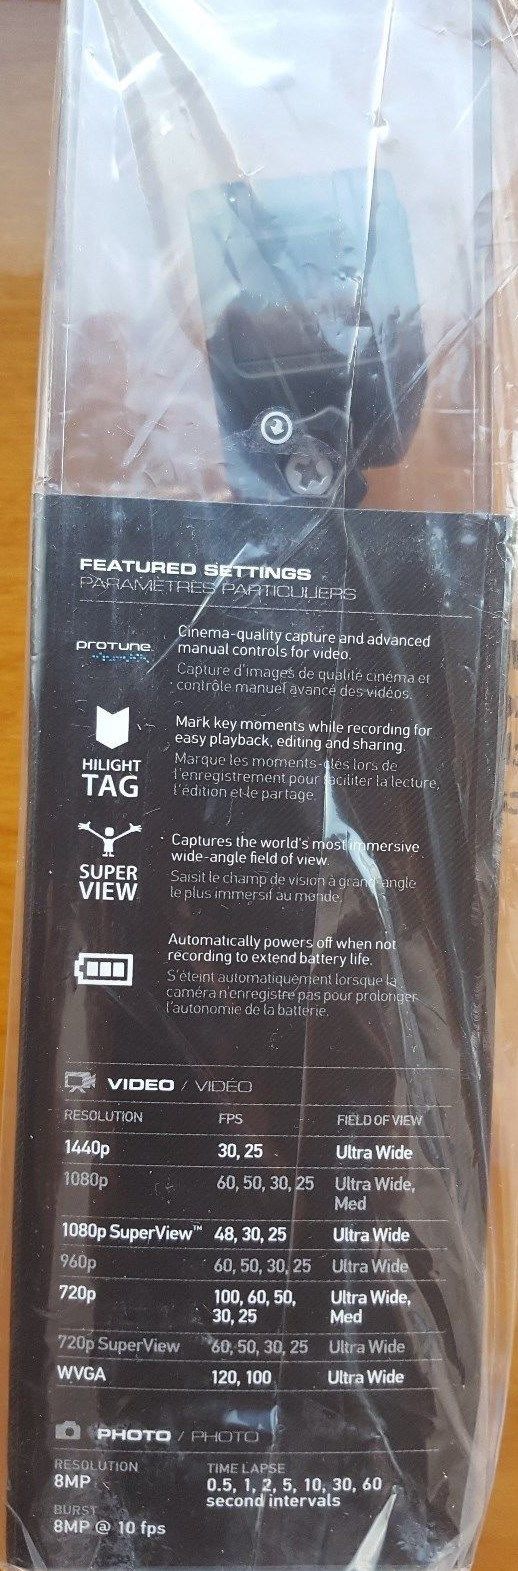 FEATURED SETTINGS
PARAMÈTRES PARTICULIERS
PROTUNE
Cinema-quality capture and advanced
manual controls for video.
Capture d'images de qualité cinéma et
contrôle manuel avancé des vidéos.
HILIGHT
TAG
Mark key moments while recording for
easy playback, editing and sharing.
Marque les moments-clés lors de
l'enregistrement pour faciliter la lecture,
l'édition et le partage.
SUPER
VIEW
Captures the world's most immersive
wide-angle field of view.
Saisit le champ de vision à grand-angle
le plus immersif au monde.
Automatically powers off when not
recording to extend battery life.
S'éteint automatiquement lorsque la
caméra n'enregistre pas pour prolonger
l'autonomie de la batterie.
VIDEO / VIDÉO
RESOLUTION FPS FIELD OF VIEW
1440p 30, 25 Ultra Wide
1080p 60, 50, 30, 25 Ultra Wide,
Med
1080p SuperView™ 48, 30, 25 Ultra Wide
960p 60, 50, 30, 25 Ultra Wide
720p 100, 60, 50, Ultra Wide,
30, 25 Med
720p SuperView 60, 50, 30, 25 Ultra Wide
WVGA 120, 100 Ultra Wide
PHOTO / PHOTO
RESOLUTION TIME LAPSE
8MP 0.5, 1, 2, 5, 10, 30, 60
second intervals
BURST
8MP @ 10 fps